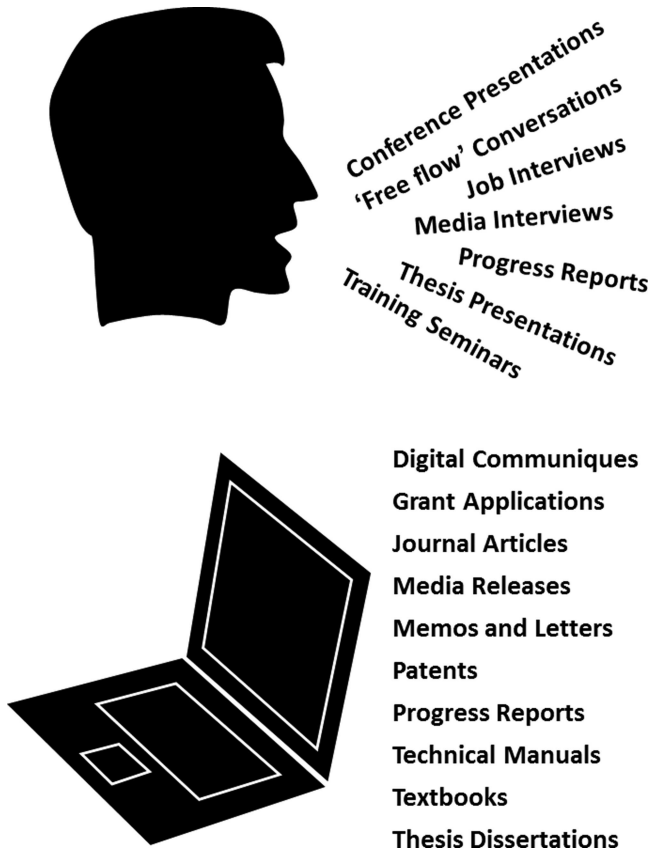 Conference Presentations
‘Free flow’ Conversations
Job Interviews
Media Interviews
Progress Reports
Thesis Presentations
Training Seminars
Digital Communiques
Grant Applications
Journal Articles
Media Releases
Memos and Letters
Patents
Progress Reports
Technical Manuals
Textbooks
Thesis Dissertations